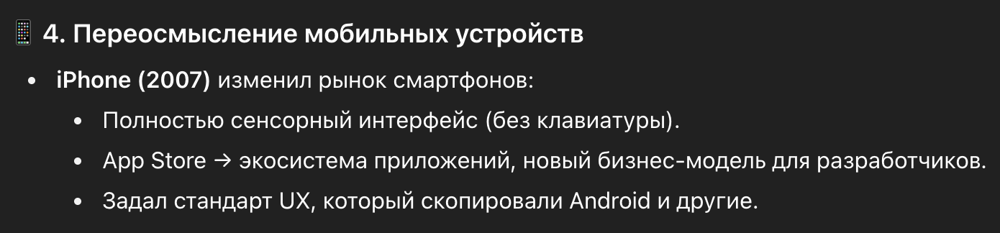 📱 4. Переосмысление мобильных устройств
• iPhone (2007) изменил рынок смартфонов:
• Полностью сенсорный интерфейс (без клавиатуры).
• App Store → экосистема приложений, новый бизнес-модель для разработчиков.
• Задал стандарт UX, который скопировали Android и другие.